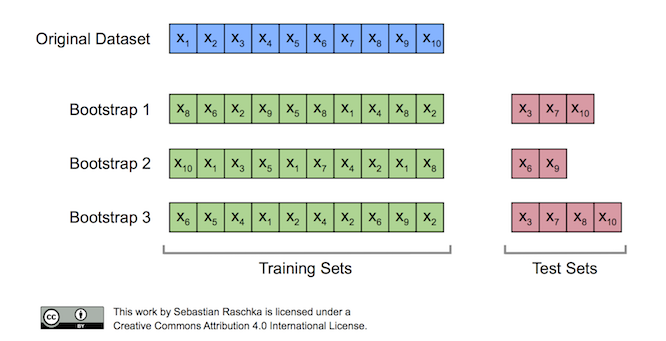 Original Dataset x₁ x₂ x₃ x₄ x₅ x₆ x₇ x₈ x₉ x₁₀
Bootstrap 1 x₈ x₆ x₂ x₉ x₅ x₈ x₁ x₄ x₈ x₂ x₃ x₇ x₁₀
Bootstrap 2 x₁₀ x₁ x₃ x₅ x₁ x₇ x₄ x₂ x₁ x₈ x₆ x₉
Bootstrap 3 x₆ x₅ x₄ x₁ x₂ x₄ x₂ x₆ x₉ x₂ x₃ x₇ x₈ x₁₀
Training Sets Test Sets
cc BY This work by Sebastian Raschka is licensed under a
Creative Commons Attribution 4.0 International License.